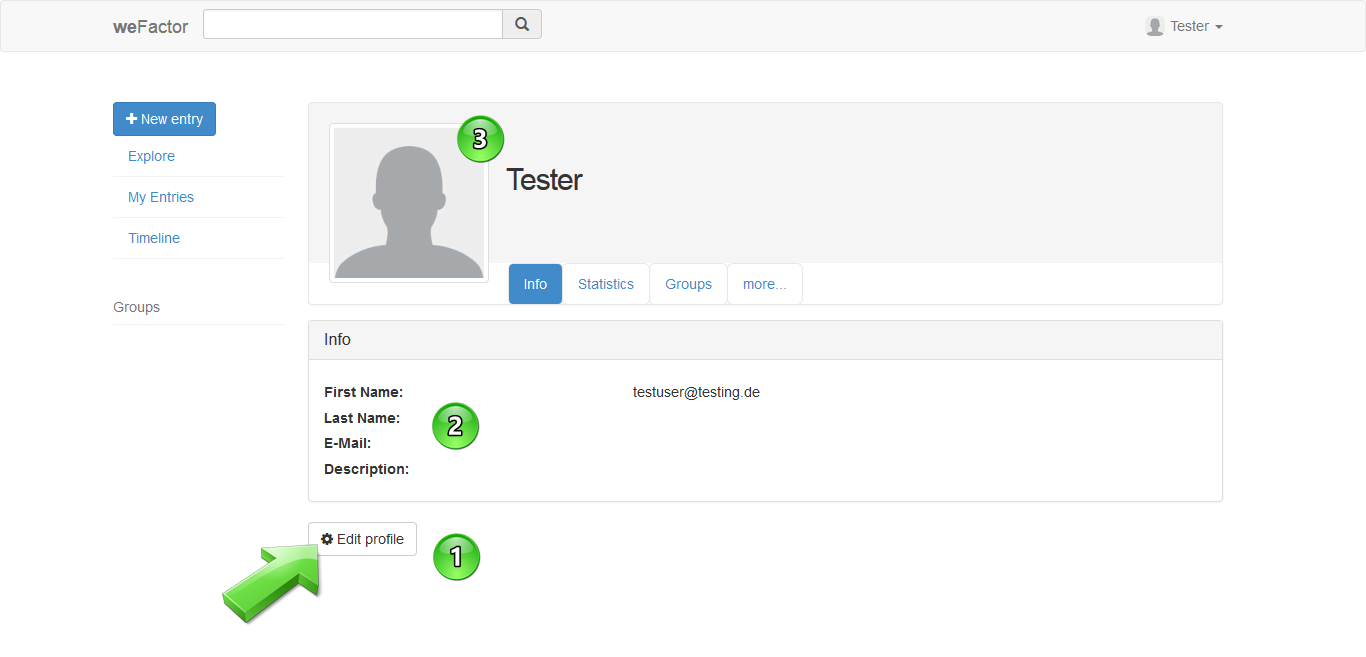 weFactor
Tester
New entry
Explore
My Entries
Timeline
Groups
3
Tester
Info Statistics Groups more...
Info
First Name: testuser@testing.de
Last Name:
2
E-Mail:
Description:
Edit profile
1